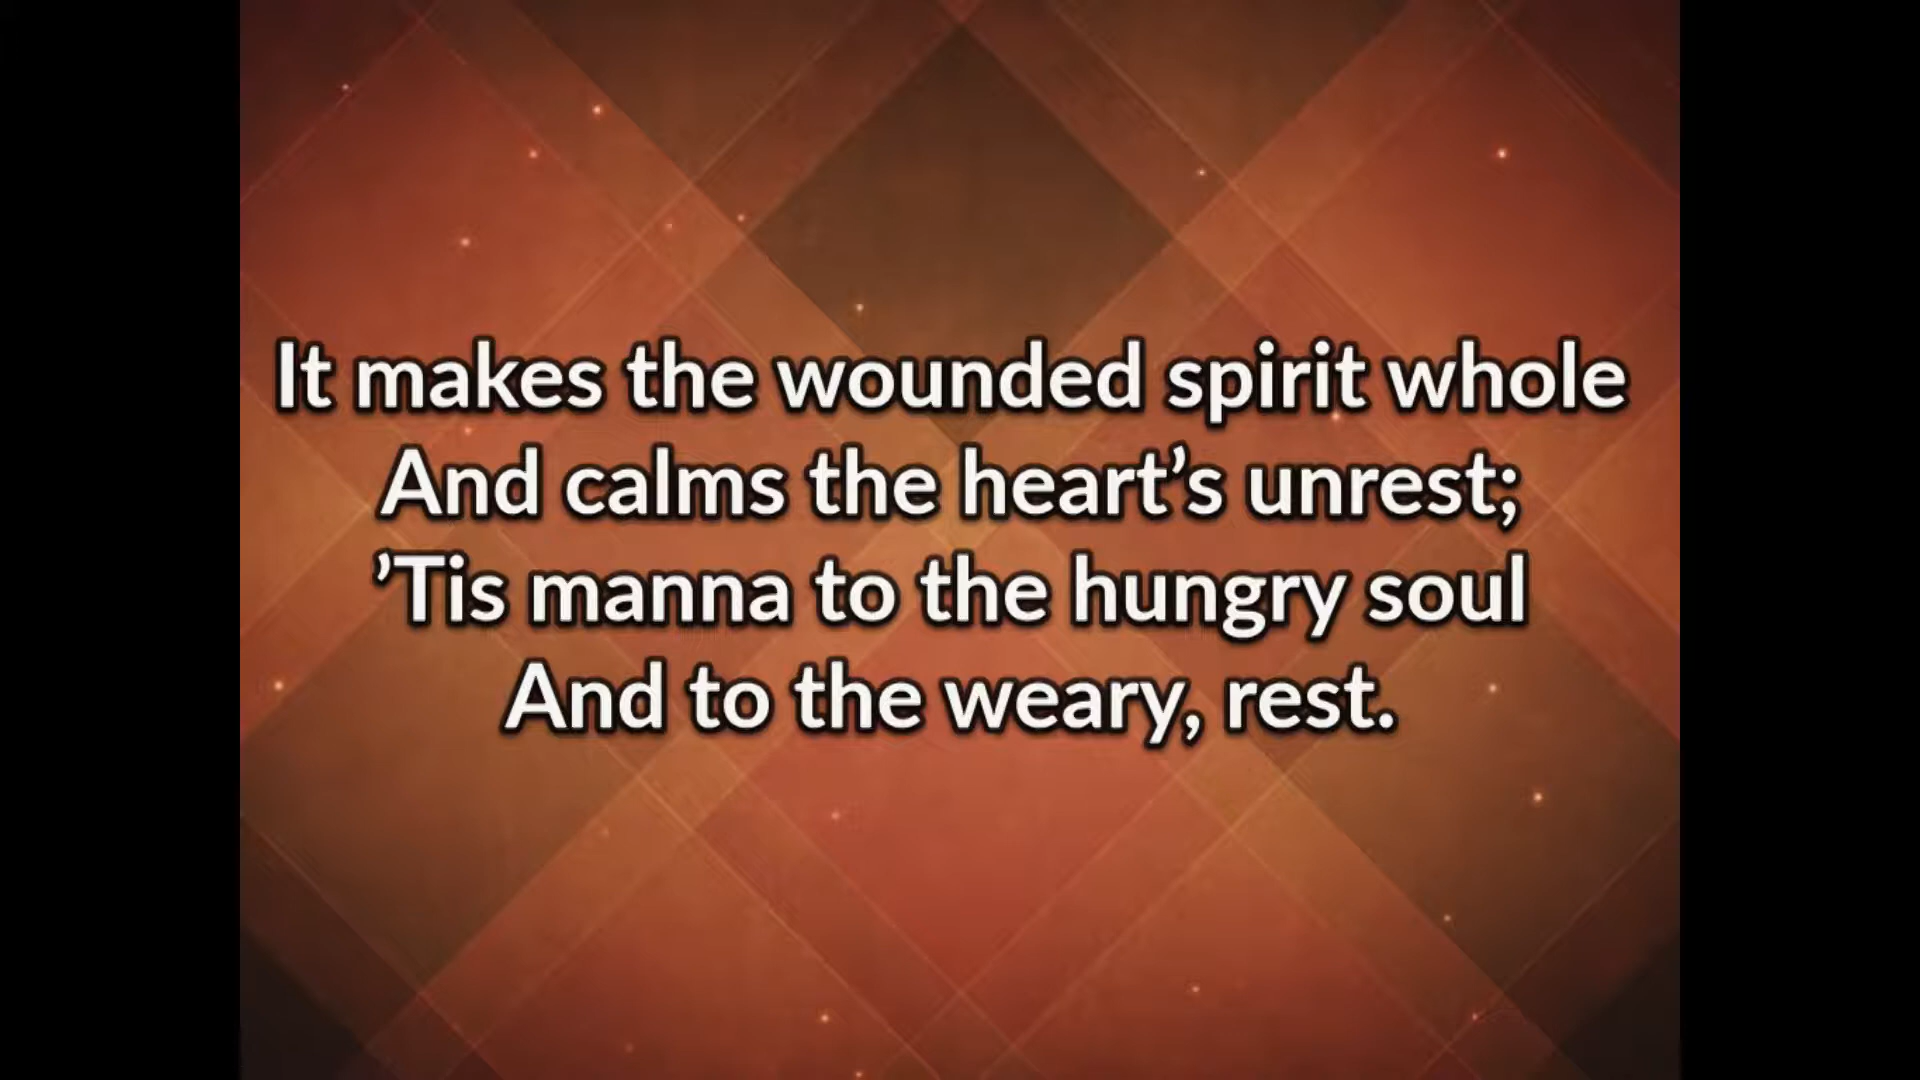 It makes the wounded spirit whole
And calms the heart’s unrest;
’Tis manna to the hungry soul
And to the weary, rest.